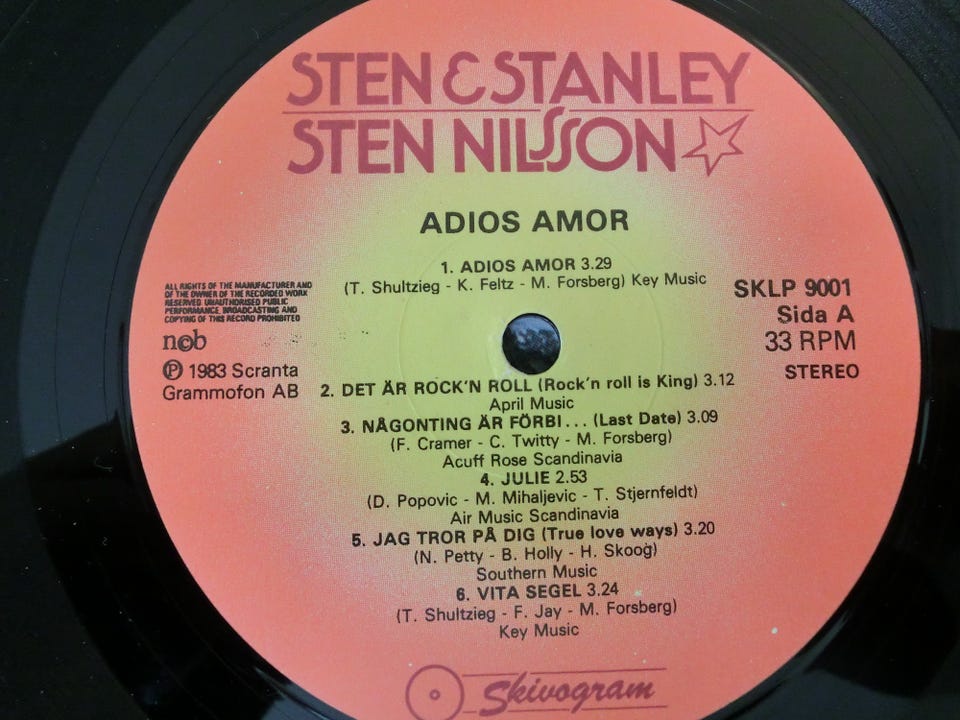 STEN & STANLEY
STEN NILSSON
ADIOS AMOR
1. ADIOS AMOR 3.29
(T. Shultzieg - K. Feltz - M. Forsberg) Key Music
ALL RIGHTS OF THE MANUFACTURER AND
OF THE OWNER OF THE RECORDED WORK
RESERVED. UNAUTHORISED PUBLIC
PERFORMANCE, BROADCASTING AND
COPYING OF THIS RECORD PROHIBITED
ncb
Ⓟ 1983 Scranta
Grammofon AB
SKLP 9001
Sida A
33 RPM
STEREO
2. DET ÄR ROCK'N ROLL (Rock'n roll is King) 3.12
April Music
3. NÅGONTING ÄR FÖRBI... (Last Date) 3.09
(F. Cramer - C. Twitty - M. Forsberg)
Acuff Rose Scandinavia
4. JULIE 2.53
(D. Popovic - M. Mihaljevic - T. Stjernfeldt)
Air Music Scandinavia
5. JAG TROR PÅ DIG (True love ways) 3.20
(N. Petty - B. Holly - H. Skoog)
Southern Music
6. VITA SEGEL 3.24
(T. Shultzieg - F. Jay - M. Forsberg)
Key Music
Skivogram